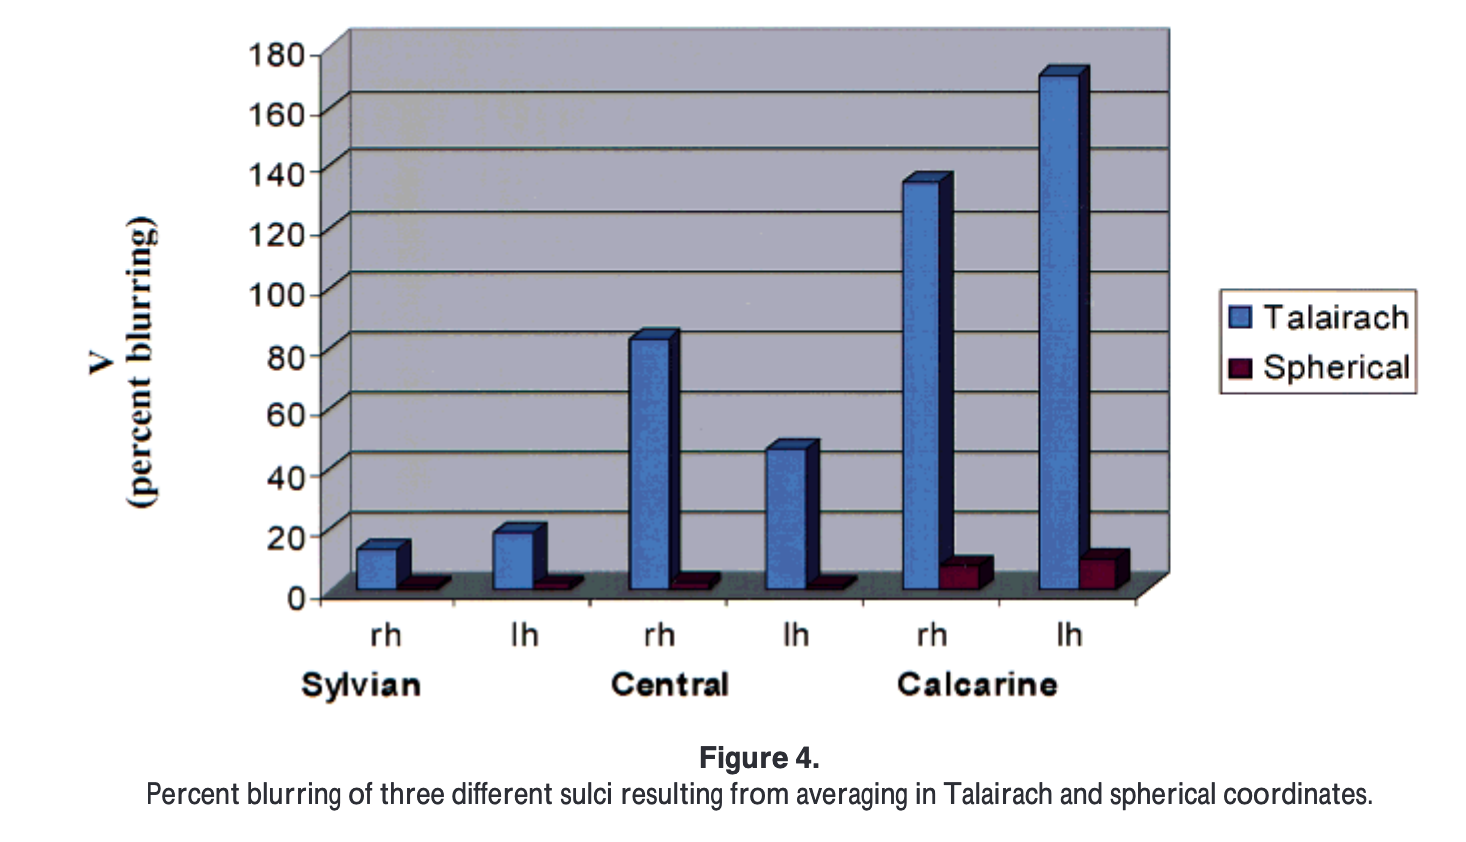 180
160
140
120
100
80
60
40
20
0
V
(percent blurring)
rh lh rh lh rh lh
Sylvian Central Calcarine
Talairach
Spherical
Figure 4.
Percent blurring of three different sulci resulting from averaging in Talairach and spherical coordinates.